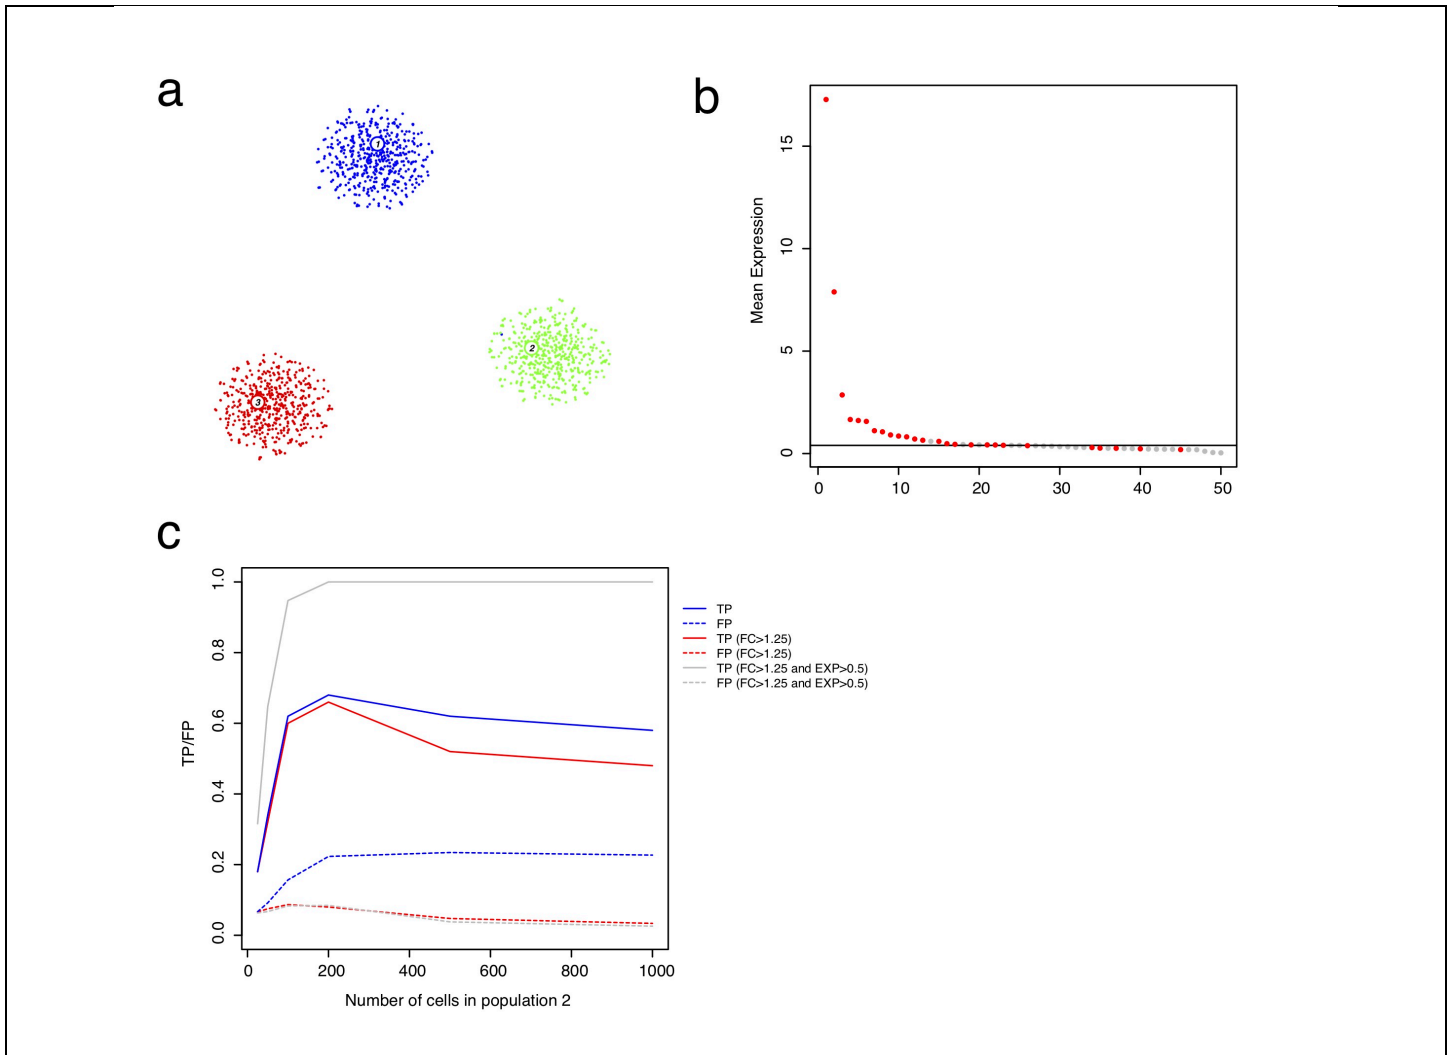 a
1
2
3
b
Mean Expression
15
10
5
0
0 10 20 30 40 50
c
TP/FP
1.0
0.8
0.6
0.4
0.2
0.0
0 200 400 600 800 1000
Number of cells in population 2
TP
FP
TP (FC>1.25)
FP (FC>1.25)
TP (FC>1.25 and EXP>0.5)
FP (FC>1.25 and EXP>0.5)